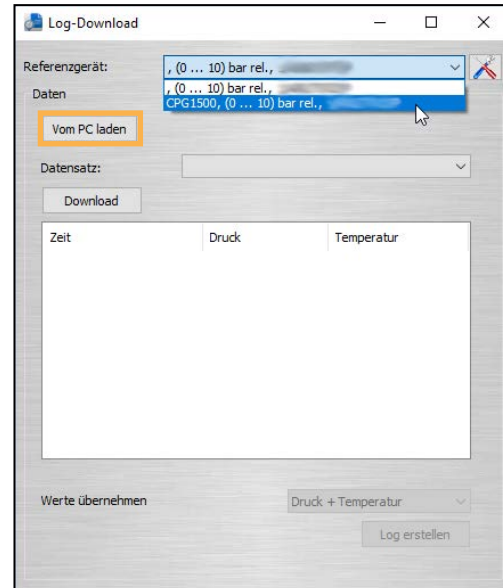 Log-Download
Referenzgerät: , (0 ... 10) bar rel.,
, (0 ... 10) bar rel.,
CPG1500, (0 ... 10) bar rel.,
Daten
Vom PC laden
Datensatz:
Download
Zeit Druck Temperatur
Werte übernehmen Druck + Temperatur
Log erstellen